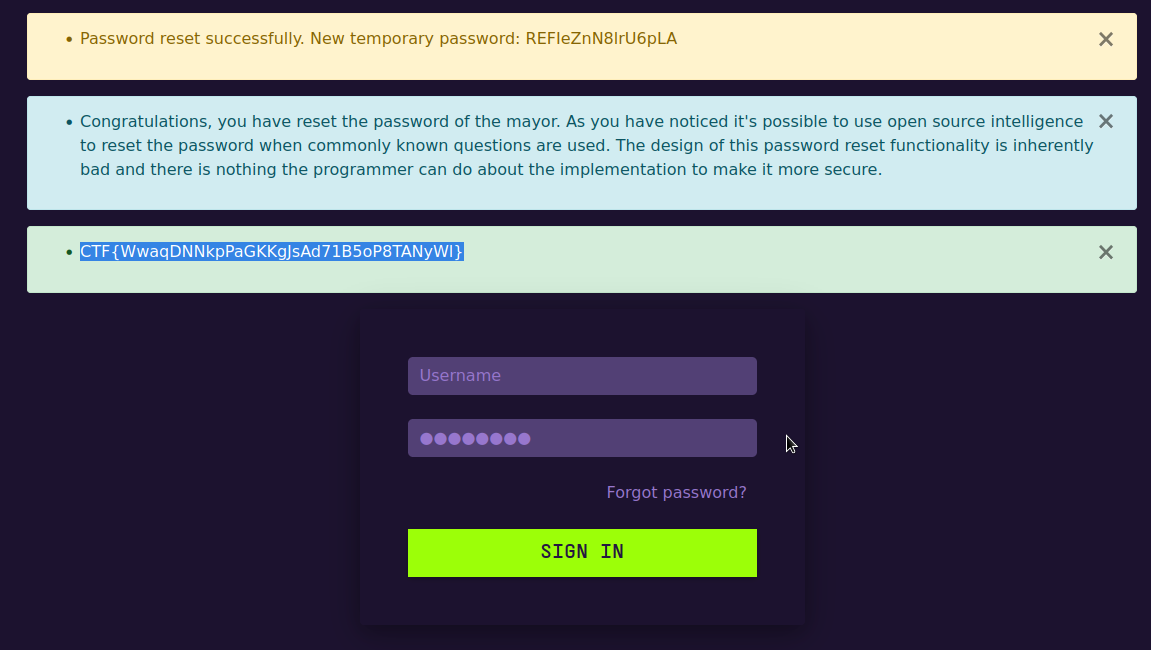 Password reset successfully. New temporary password: REFIeZnN8lrU6pLA
Congratulations, you have reset the password of the mayor. As you have noticed it's possible to use open source intelligence
to reset the password when commonly known questions are used. The design of this password reset functionality is inherently
bad and there is nothing the programmer can do about the implementation to make it more secure.
CTF{WwaqDNNkpPaGKKgJsAd71B5oP8TANyWl}
Username
Forgot password?
SIGN IN